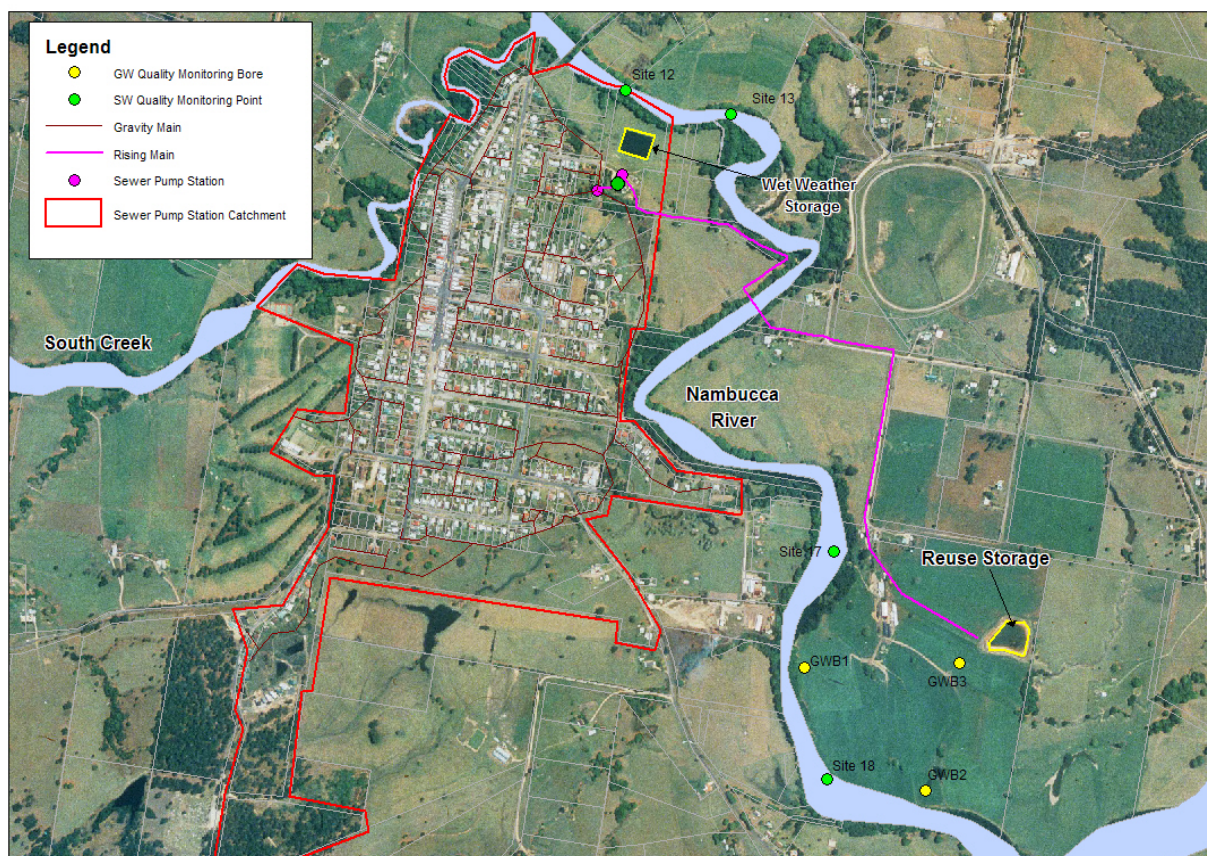 Legend
GW Quality Monitoring Bore
SW Quality Monitoring Point
Gravity Main
Rising Main
Sewer Pump Station
Sewer Pump Station Catchment
Site 12
Site 13
Wet Weather
Storage
South Creek
Nambucca
River
Site 17
Reuse Storage
GWB1
GWB3
Site 18
GWB2